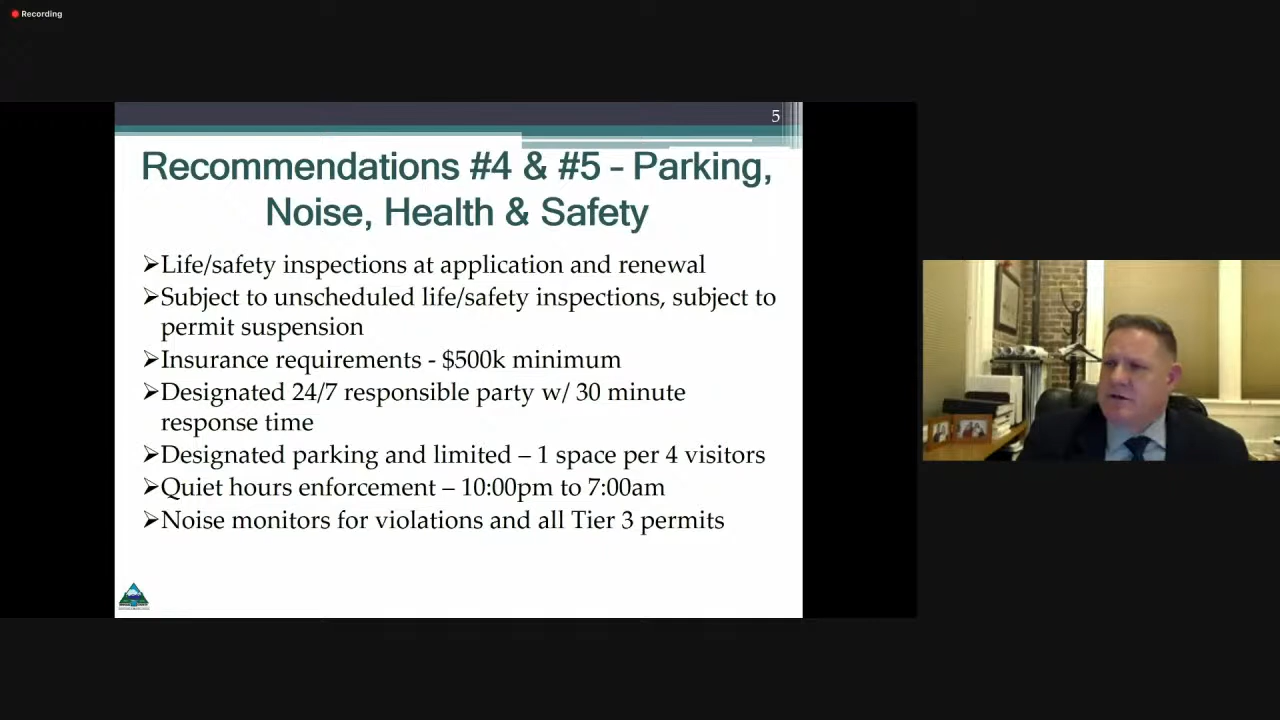 Recording
5
Recommendations #4 & #5 – Parking,
Noise, Health & Safety
➢Life/safety inspections at application and renewal
➢Subject to unscheduled life/safety inspections, subject to
permit suspension
➢Insurance requirements - $500k minimum
➢Designated 24/7 responsible party w/ 30 minute
response time
➢Designated parking and limited – 1 space per 4 visitors
➢Quiet hours enforcement – 10:00pm to 7:00am
➢Noise monitors for violations and all Tier 3 permits